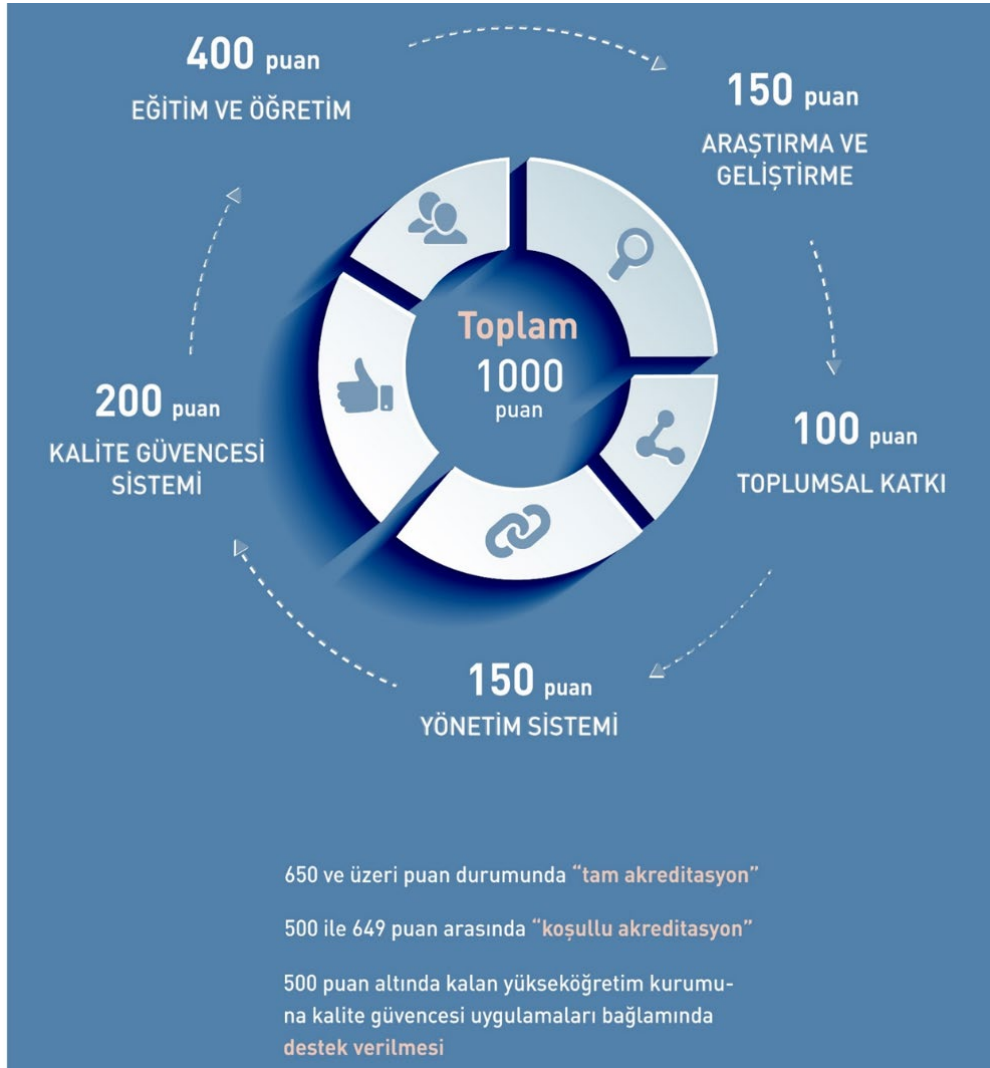 400 puan
EĞİTİM VE ÖĞRETİM
150 puan
ARAŞTIRMA VE
GELİŞTİRME
Toplam
1000
puan
200 puan
KALİTE GÜVENCESİ
SİSTEMİ
100 puan
TOPLUMSAL KATKI
150 puan
YÖNETİM SİSTEMİ
650 ve üzeri puan durumunda “tam akreditasyon”
500 ile 649 puan arasında “koşullu akreditasyon”
500 puan altında kalan yükseköğretim kurumu-
na kalite güvencesi uygulamaları bağlamında
destek verilmesi